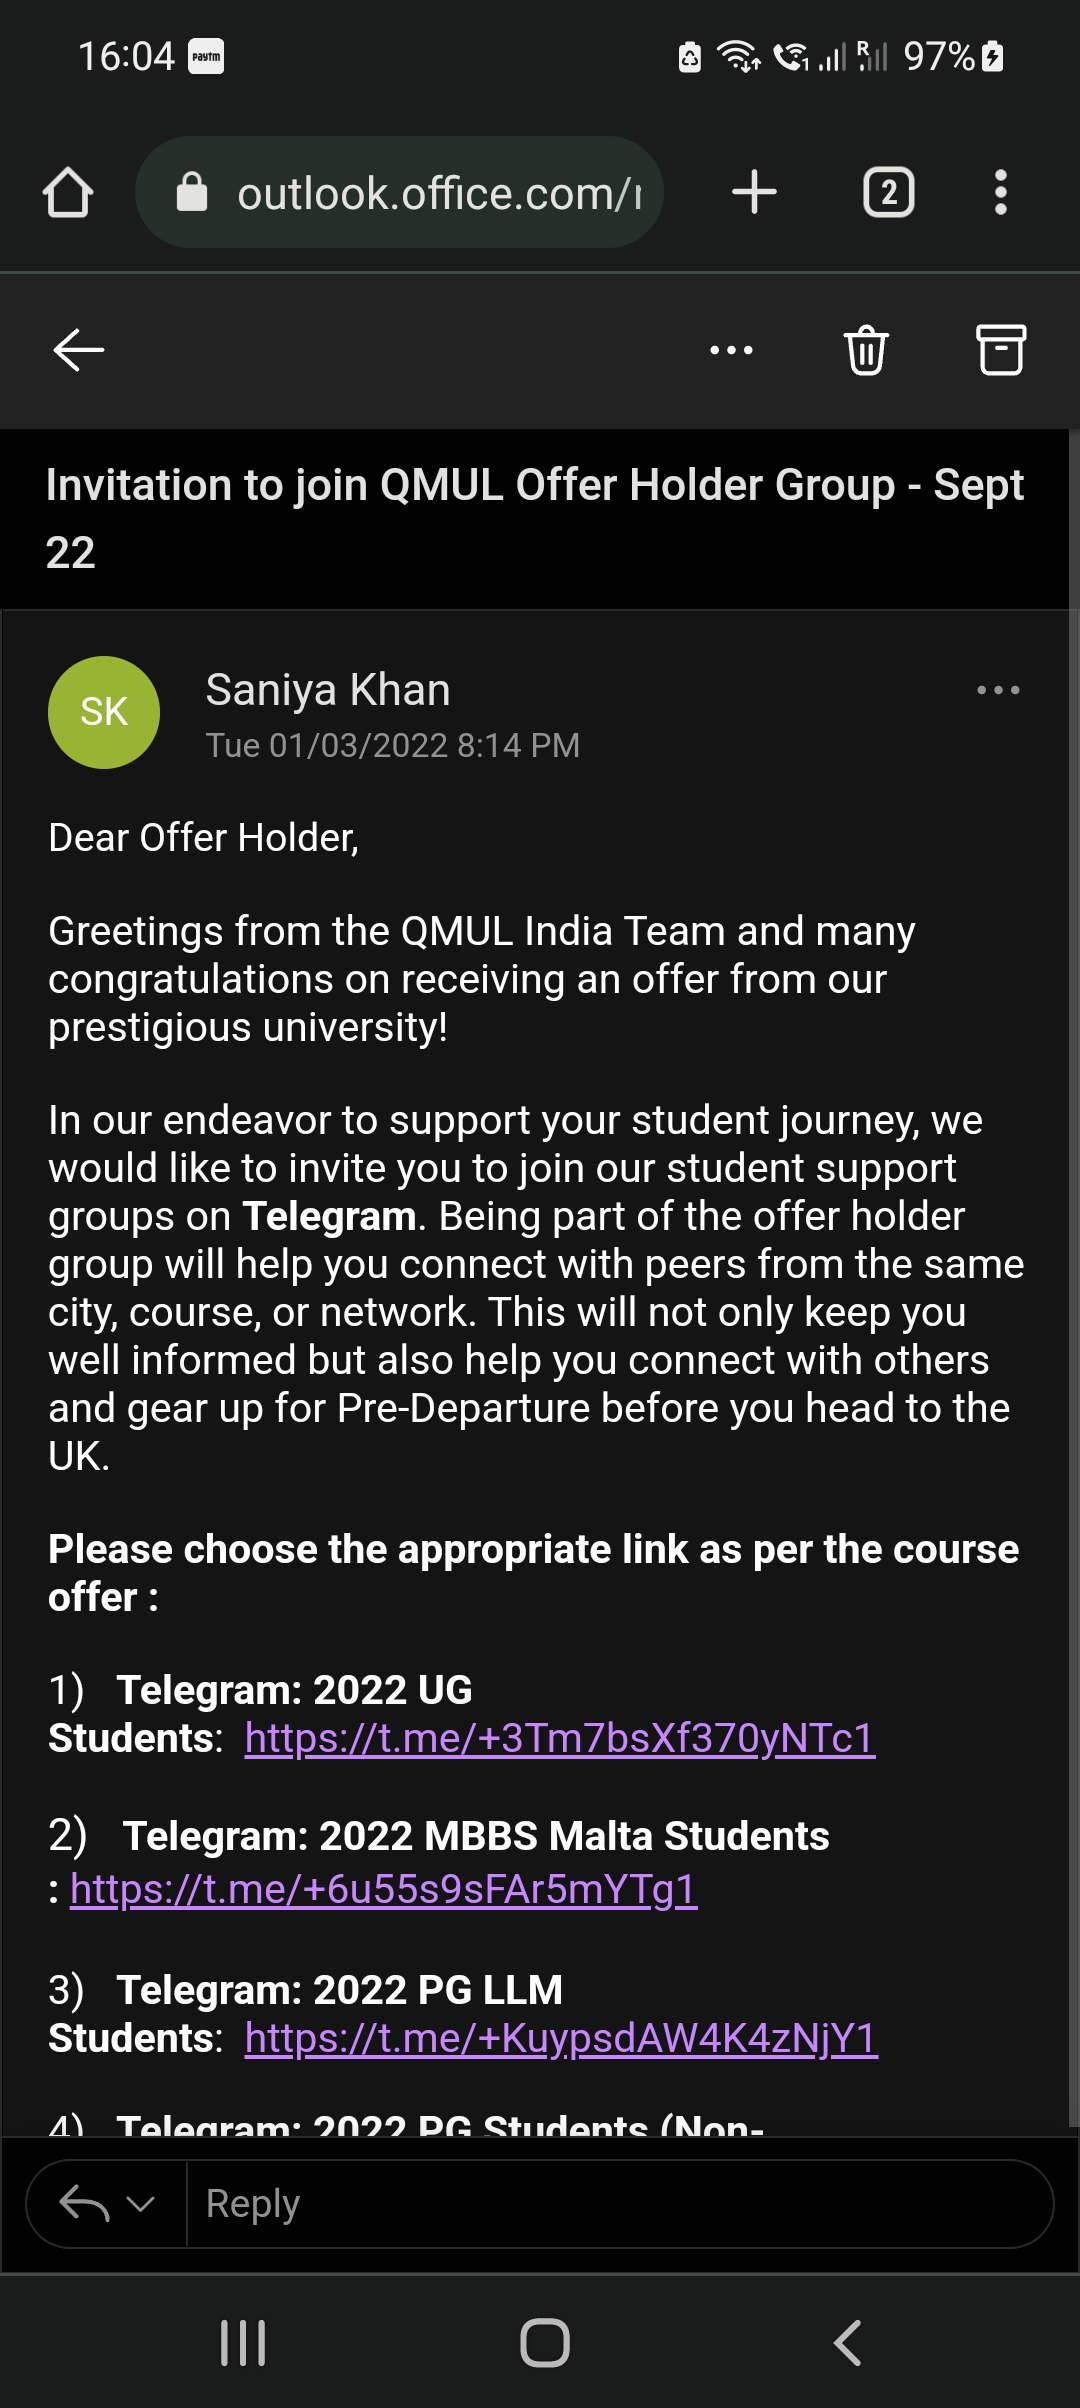 16:04 paytm 1 R 97%
outlook.office.com/
2
Invitation to join QMUL Offer Holder Group - Sept
22
SK
Saniya Khan
Tue 01/03/2022 8:14 PM
Dear Offer Holder,
Greetings from the QMUL India Team and many
congratulations on receiving an offer from our
prestigious university!
In our endeavor to support your student journey, we
would like to invite you to join our student support
groups on Telegram. Being part of the offer holder
group will help you connect with peers from the same
city, course, or network. This will not only keep you
well informed but also help you connect with others
and gear up for Pre-Departure before you head to the
UK.
Please choose the appropriate link as per the course
offer :
1) Telegram: 2022 UG
Students: https://t.me/+3Tm7bsXf370yNTc1
2) Telegram: 2022 MBBS Malta Students
: https://t.me/+6u55s9sFAr5mYTg1
3) Telegram: 2022 PG LLM
Students: https://t.me/+KuypsdAW4K4zNjY1
4) Telegram: 2022 PG Students (Non-
Reply